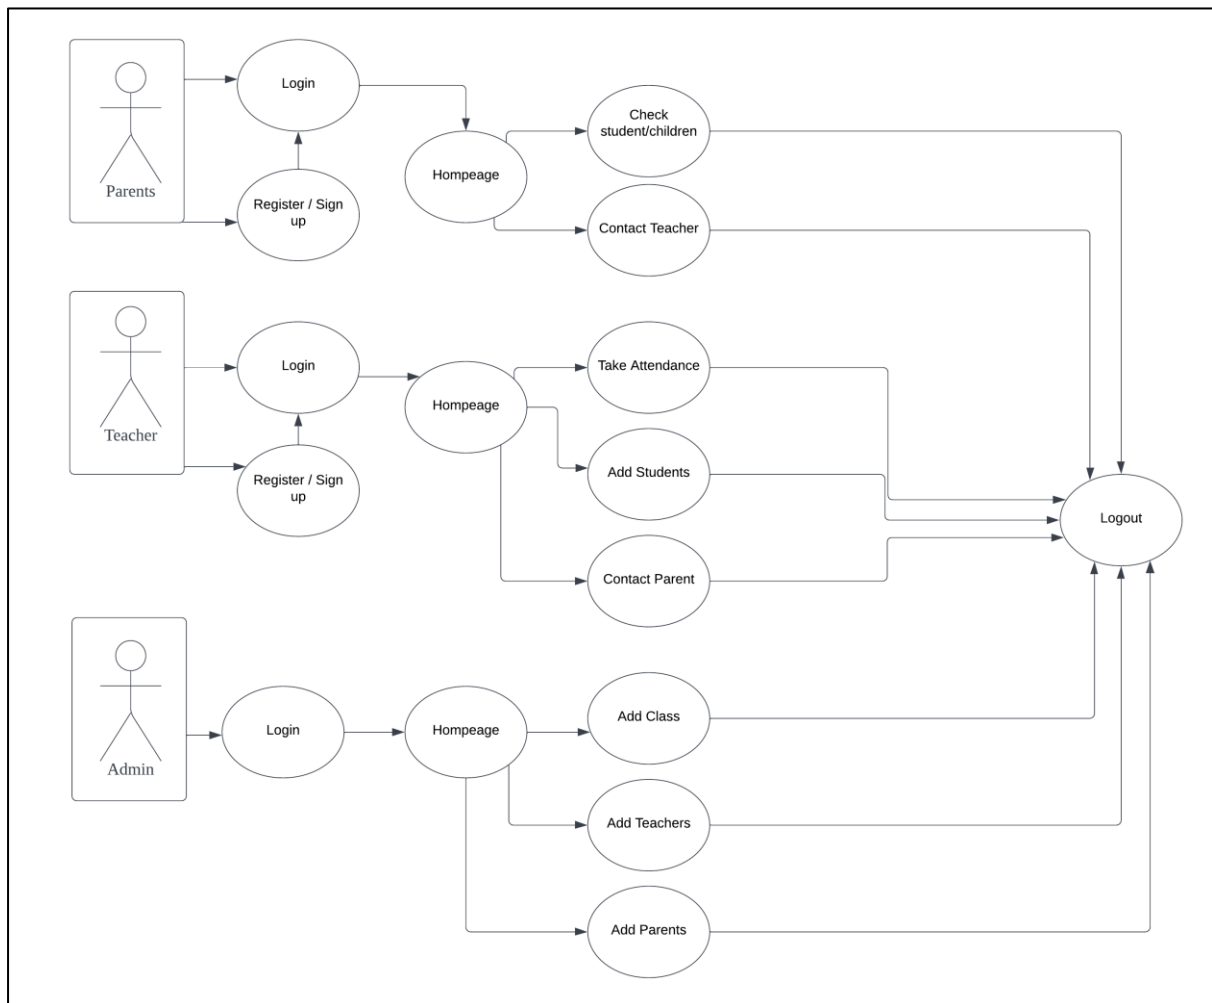 Parents
Login
Register / Sign
up
Hompeage
Check
student/children
Contact Teacher
Teacher
Login
Register / Sign
up
Hompeage
Take Attendance
Add Students
Contact Parent
Logout
Admin
Login
Hompeage
Add Class
Add Teachers
Add Parents